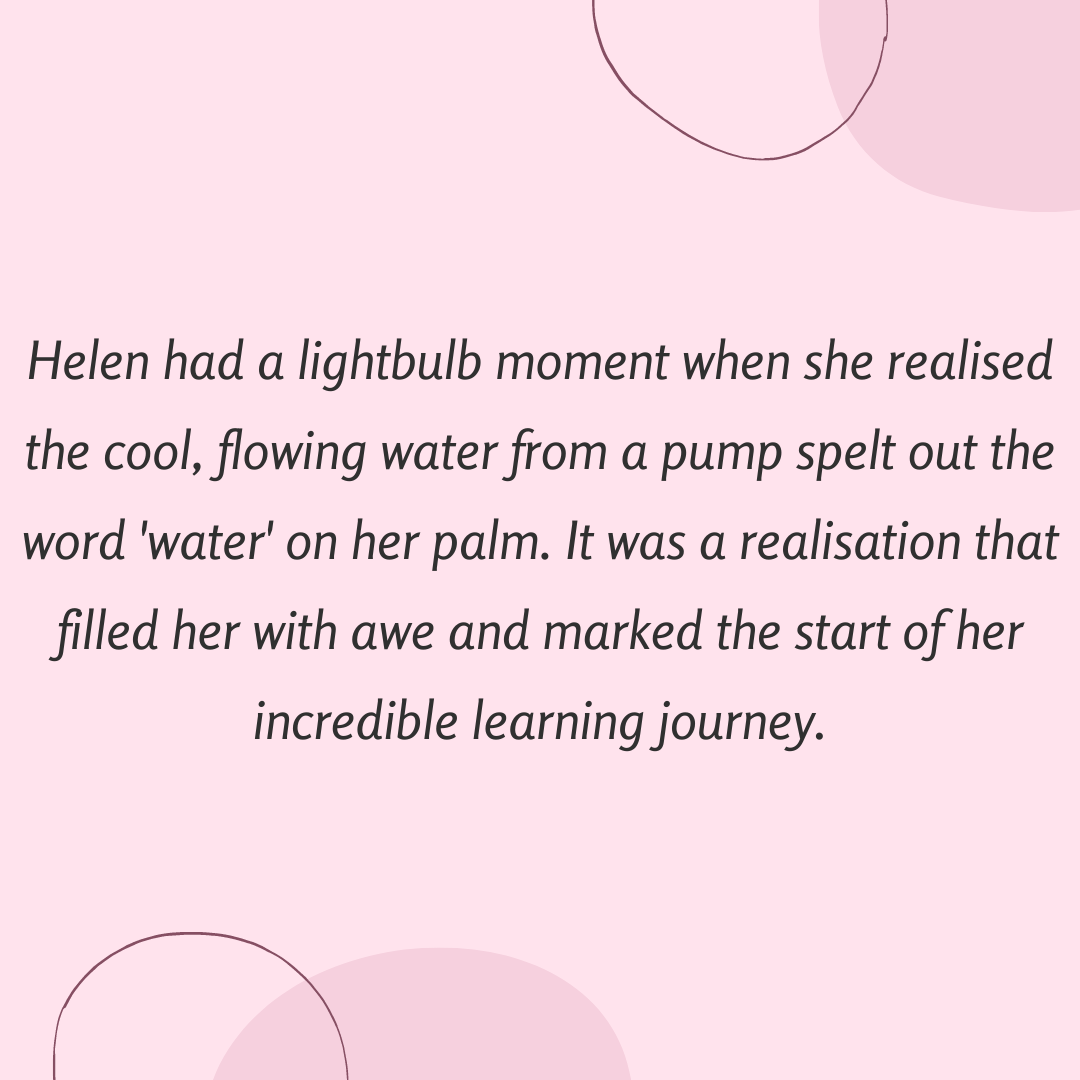 Helen had a lightbulb moment when she realised
the cool, flowing water from a pump spelt out the
word 'water' on her palm. It was a realisation that
filled her with awe and marked the start of her
incredible learning journey.